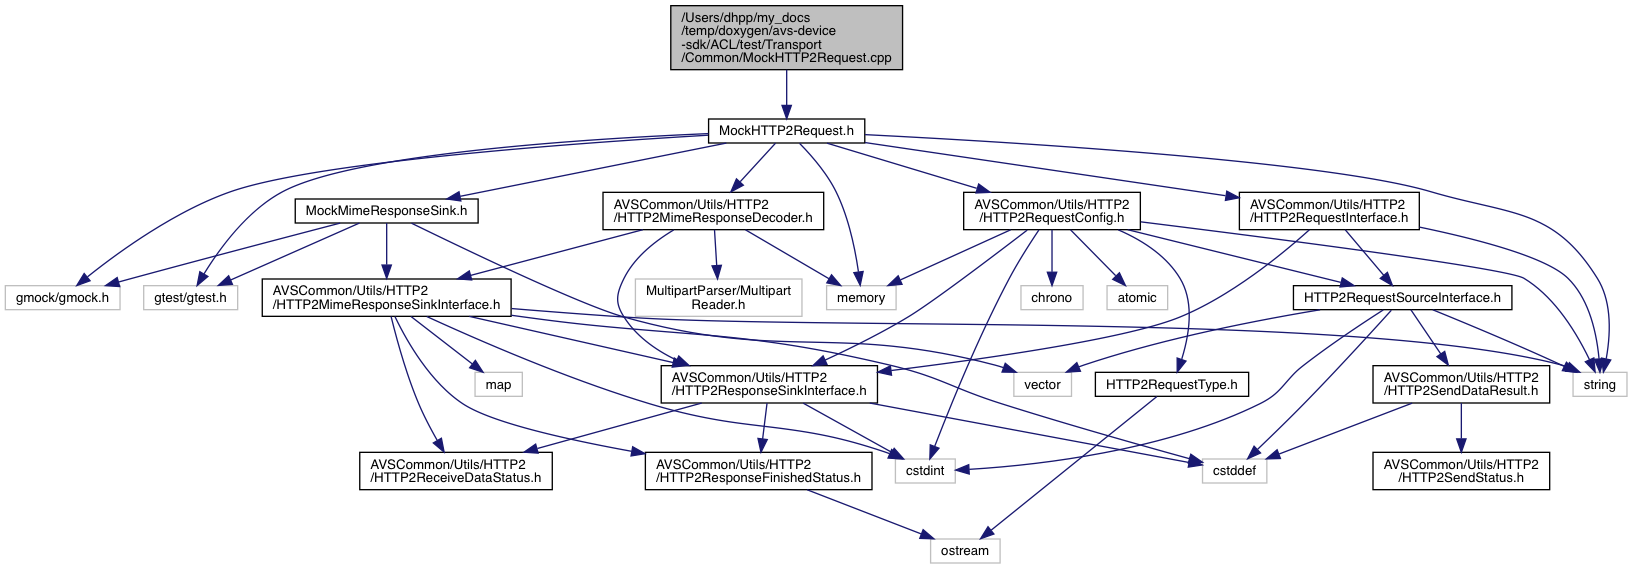 /Users/dhpp/my_docs
/temp/doxygen/avs-device
-sdk/ACL/test/Transport
/Common/MockHTTP2Request.cpp
MockHTTP2Request.h
MockMimeResponseSink.h
AVSCommon/Utils/HTTP2
/HTTP2MimeResponseDecoder.h
AVSCommon/Utils/HTTP2
/HTTP2RequestConfig.h
AVSCommon/Utils/HTTP2
/HTTP2RequestInterface.h
gmock/gmock.h
gtest/gtest.h
AVSCommon/Utils/HTTP2
/HTTP2MimeResponseSinkInterface.h
MultipartParser/Multipart
Reader.h
memory
chrono
atomic
HTTP2RequestSourceInterface.h
map
AVSCommon/Utils/HTTP2
/HTTP2ResponseSinkInterface.h
vector
HTTP2RequestType.h
AVSCommon/Utils/HTTP2
/HTTP2SendDataResult.h
string
AVSCommon/Utils/HTTP2
/HTTP2ReceiveDataStatus.h
AVSCommon/Utils/HTTP2
/HTTP2ResponseFinishedStatus.h
cstdint
cstddef
AVSCommon/Utils/HTTP2
/HTTP2SendStatus.h
ostream